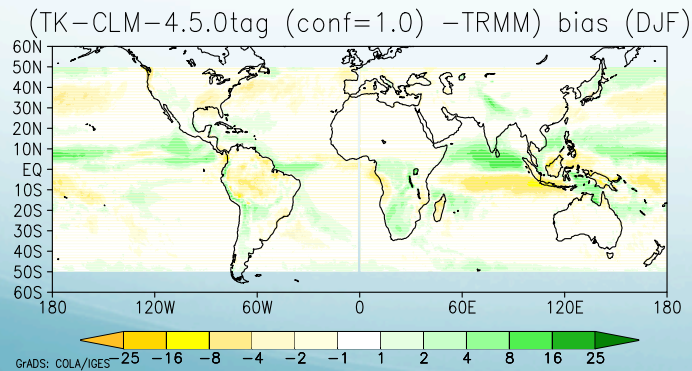 (TK-CLM-4.5.0tag (conf=1.0) -TRMM) bias (DJF)
60N
50N
40N
30N
20N
10N
EQ
10S
20S
30S
40S
50S
60S
180 120W 60W 0 60E 120E 180
-25 -16 -8 -4 -2 -1 1 2 4 8 16 25
GrADS: COLA/IGES